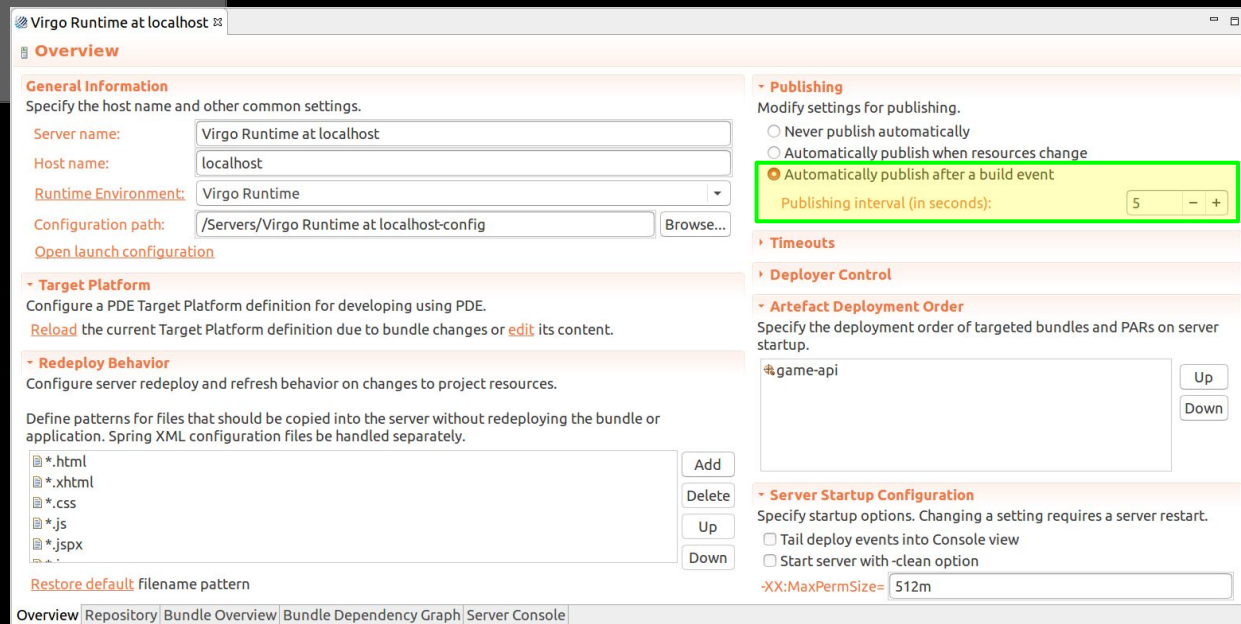 Virgo Runtime at localhost
Overview
General Information
Specify the host name and other common settings.
Server name: Virgo Runtime at localhost
Host name: localhost
Runtime Environment: Virgo Runtime
Configuration path: /Servers/Virgo Runtime at localhost-config Browse...
Open launch configuration
Target Platform
Configure a PDE Target Platform definition for developing using PDE.
Reload the current Target Platform definition due to bundle changes or edit its content.
Redeploy Behavior
Configure server redeploy and refresh behavior on changes to project resources.
Define patterns for files that should be copied into the server without redeploying the bundle or
application. Spring XML configuration files be handled separately.
*.html
*.xhtml
*.css
*.js
*.jspx
Add
Delete
Up
Down
Restore default filename pattern
Publishing
Modify settings for publishing.
Never publish automatically
Automatically publish when resources change
Automatically publish after a build event
Publishing interval (in seconds): 5 - +
Timeouts
Deployer Control
Artefact Deployment Order
Specify the deployment order of targeted bundles and PARs on server
startup.
game-api
Up
Down
Server Startup Configuration
Specify startup options. Changing a setting requires a server restart.
Tail deploy events into Console view
Start server with -clean option
-XX:MaxPermSize= 512m
Overview Repository Bundle Overview Bundle Dependency Graph Server Console